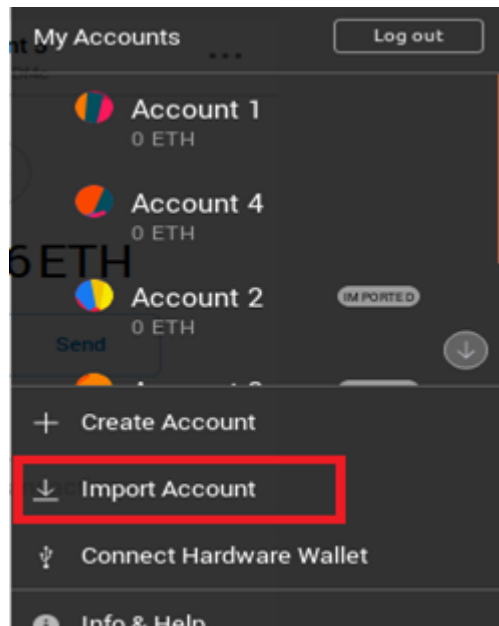 My Accounts
Log out
Account 1
0 ETH
Account 4
0 ETH
6 ETH
Account 2
IMPORTED
0 ETH
Send
Create Account
Import Account
Connect Hardware Wallet
Info & Help